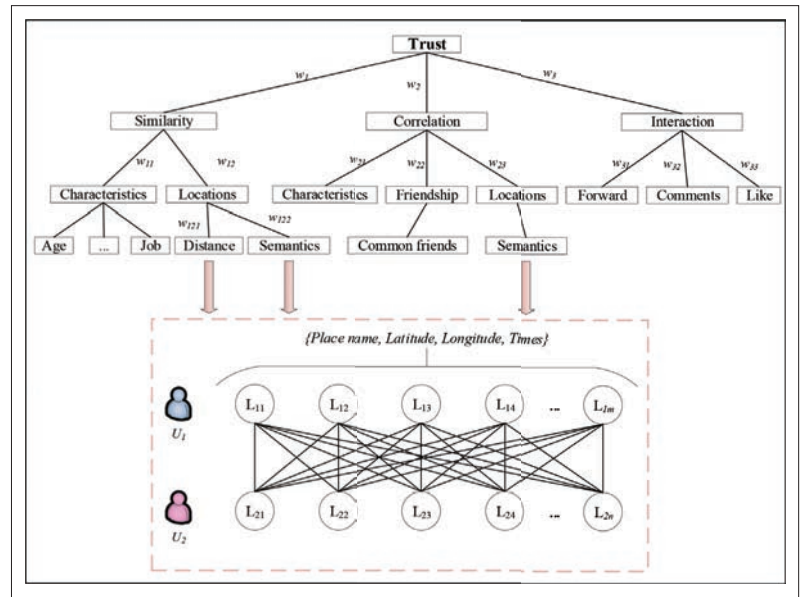 Trust
w1 w2 w3
Similarity Correlation Interaction
w11 w12 w21 w22 w23 w31 w32 w33
Characteristics Locations Characteristics Friendship Locations Forward Comments Like
w121 w122
Age ... Job Distance Semantics Common friends Semantics
{Place name, Latitude, Longitude, Times}
L11 L12 L13 L14 ... L1m
U1
L21 L22 L23 L24 ... L2n
U2